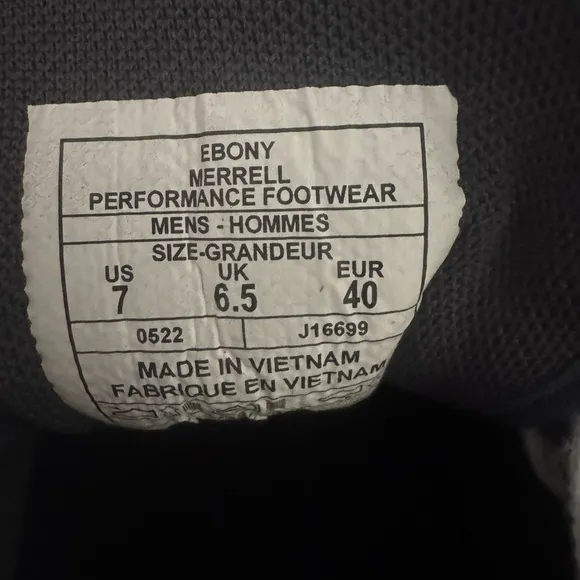 EBONY
MERRELL
PERFORMANCE FOOTWEAR
MENS - HOMMES
SIZE-GRANDEUR
US UK EUR
7 6.5 40
0522 J16699
MADE IN VIETNAM
FABRIQUE EN VIETNAM